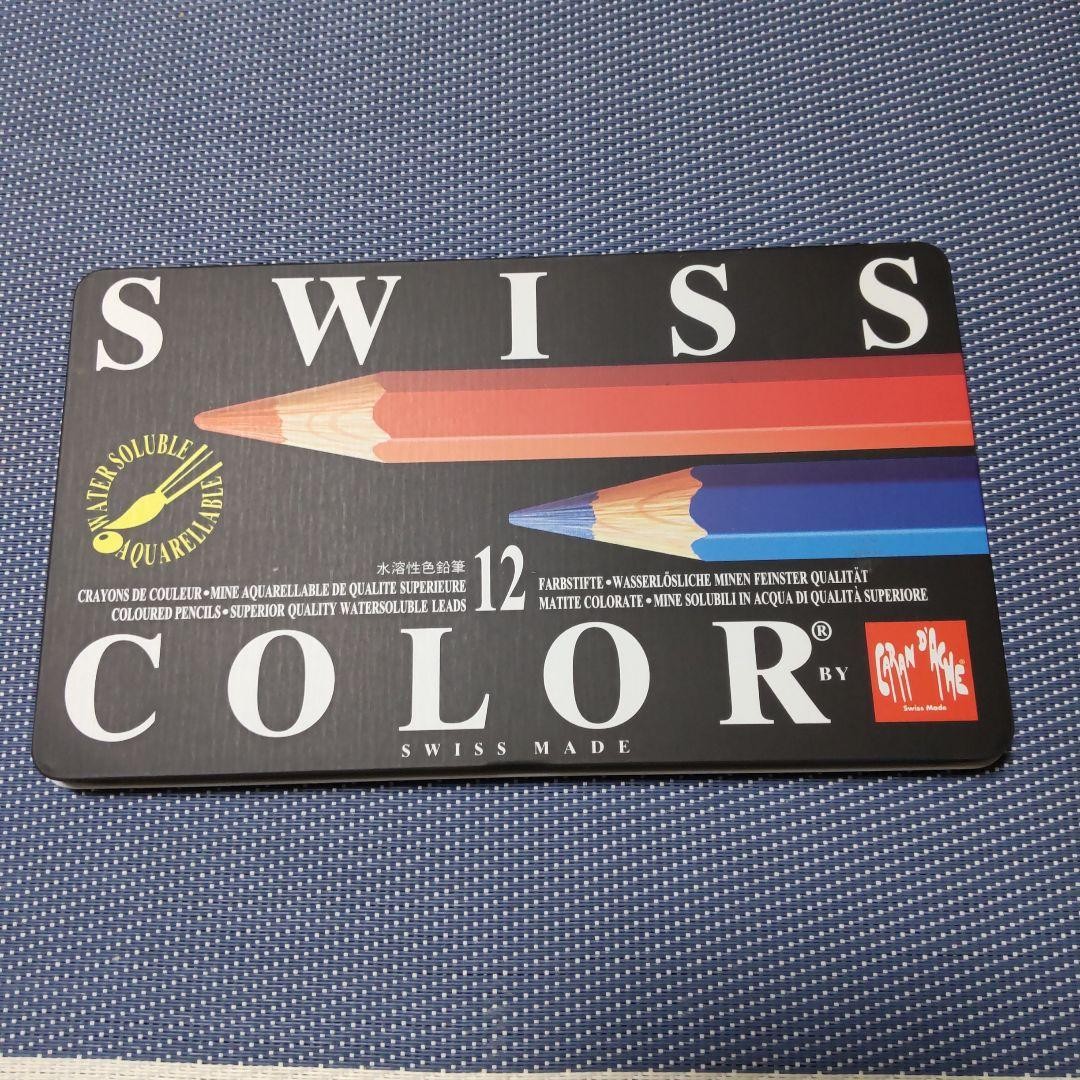 SWISS
WATER SOLUBLE
AQUARELLABLE
水溶性色鉛筆
CRAYONS DE COULEUR•MINE AQUARELLABLE DE QUALITE SUPERIEURE
COLOURED PENCILS•SUPERIOR QUALITY WATERSOLUBLE LEADS
12
FARBSTIFTE•WASSERLÖSLICHE MINEN FEINSTER QUALITÄT
MATITE COLORATE•MINE SOLUBILI IN ACQUA DI QUALITÀ SUPERIORE
COLOR®
BY
CARAN D'ACHE®
Swiss Made
SWISS MADE